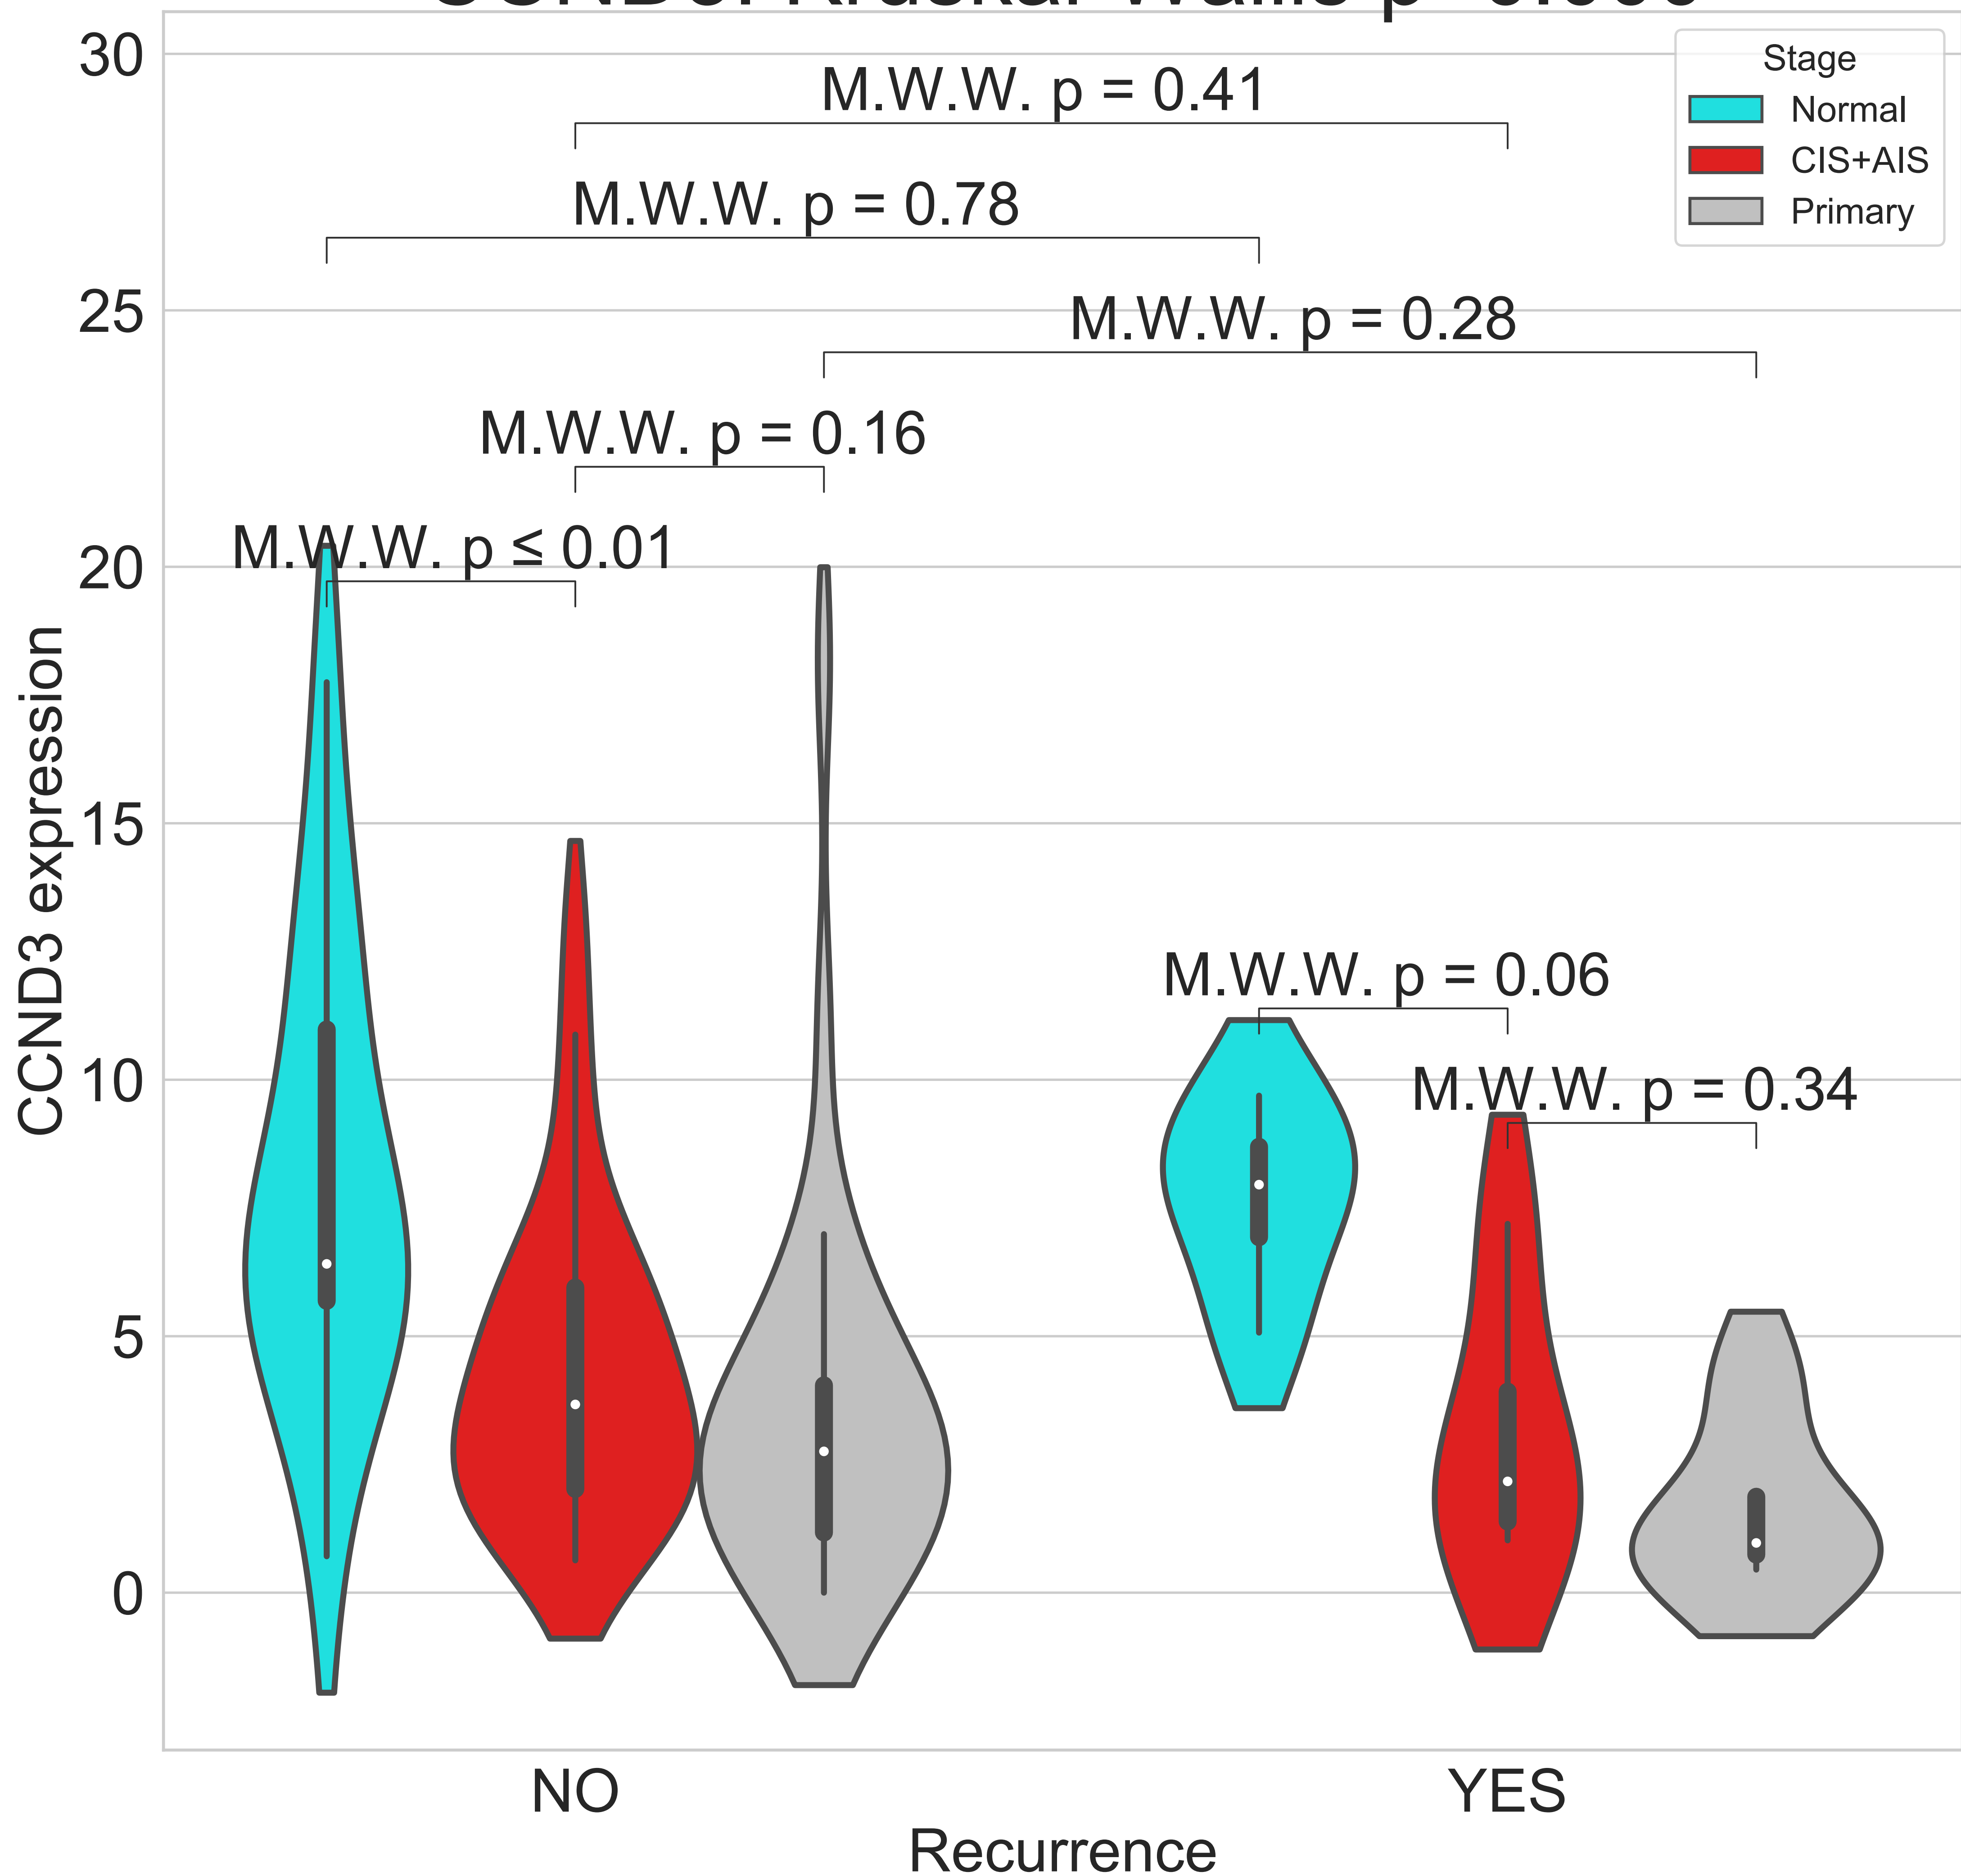 30
M.W.W. p = 0.41
Stage
Normal
CIS+AIS
Primary
M.W.W. p = 0.78
25
M.W.W. p = 0.28
M.W.W. p = 0.16
20
M.W.W. p ≤ 0.01
15
CCND3 expression
M.W.W. p = 0.06
10
M.W.W. p = 0.34
5
0
NO
YES
Recurrence